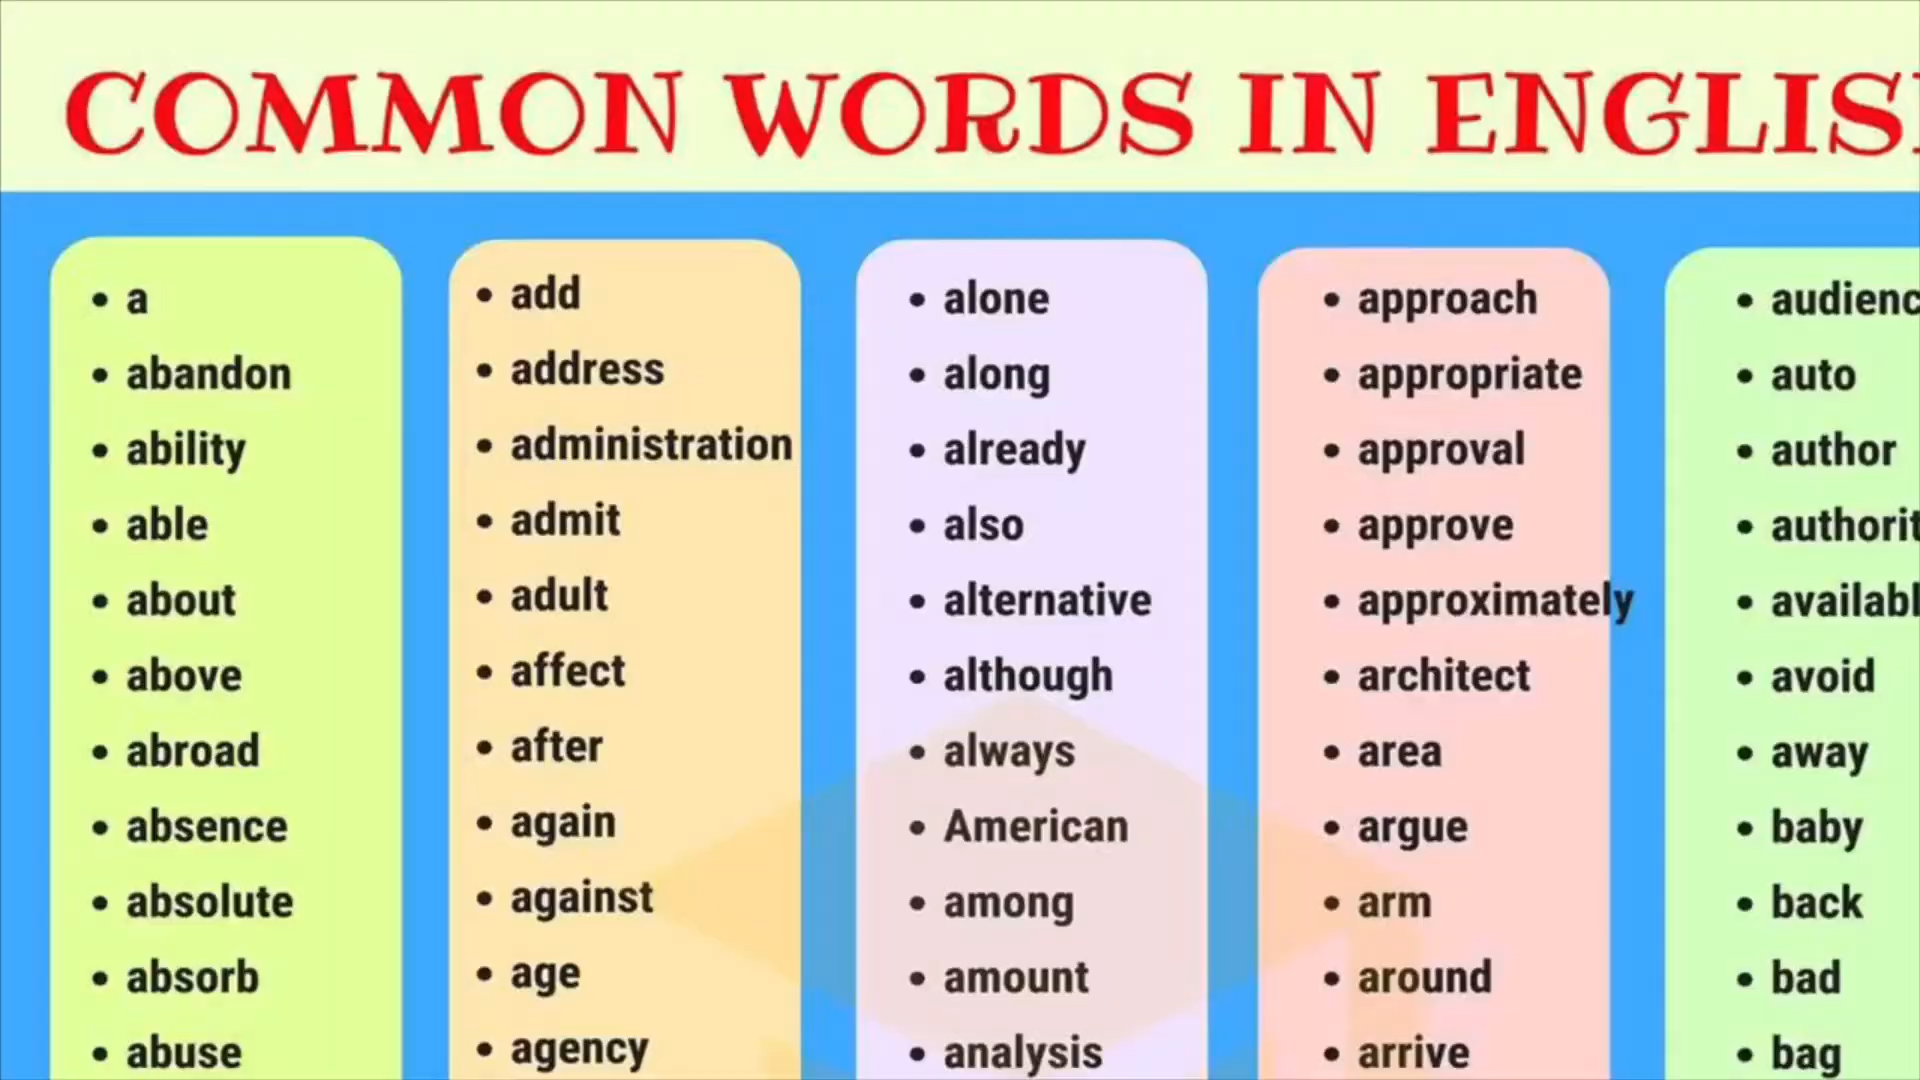 COMMON WORDS IN ENGLIS
• a
• abandon
• ability
• able
• about
• above
• abroad
• absence
• absolute
• absorb
• abuse
• add
• address
• administration
• admit
• adult
• affect
• after
• again
• against
• age
• agency
• alone
• along
• already
• also
• alternative
• although
• always
• American
• among
• amount
• analysis
• approach
• appropriate
• approval
• approve
• approximately
• architect
• area
• argue
• arm
• around
• arrive
• audienc
• auto
• author
• authorit
• availabl
• avoid
• away
• baby
• back
• bad
• bag